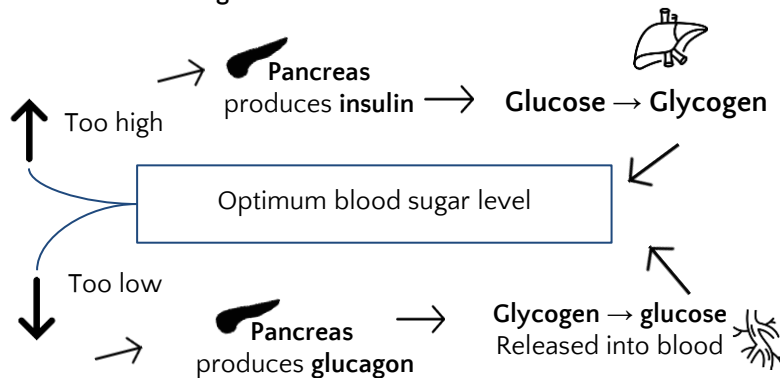 Too high
Pancreas
produces insulin
Glucose → Glycogen
Optimum blood sugar level
Too low
Pancreas
produces glucagon
Glycogen → glucose
Released into blood